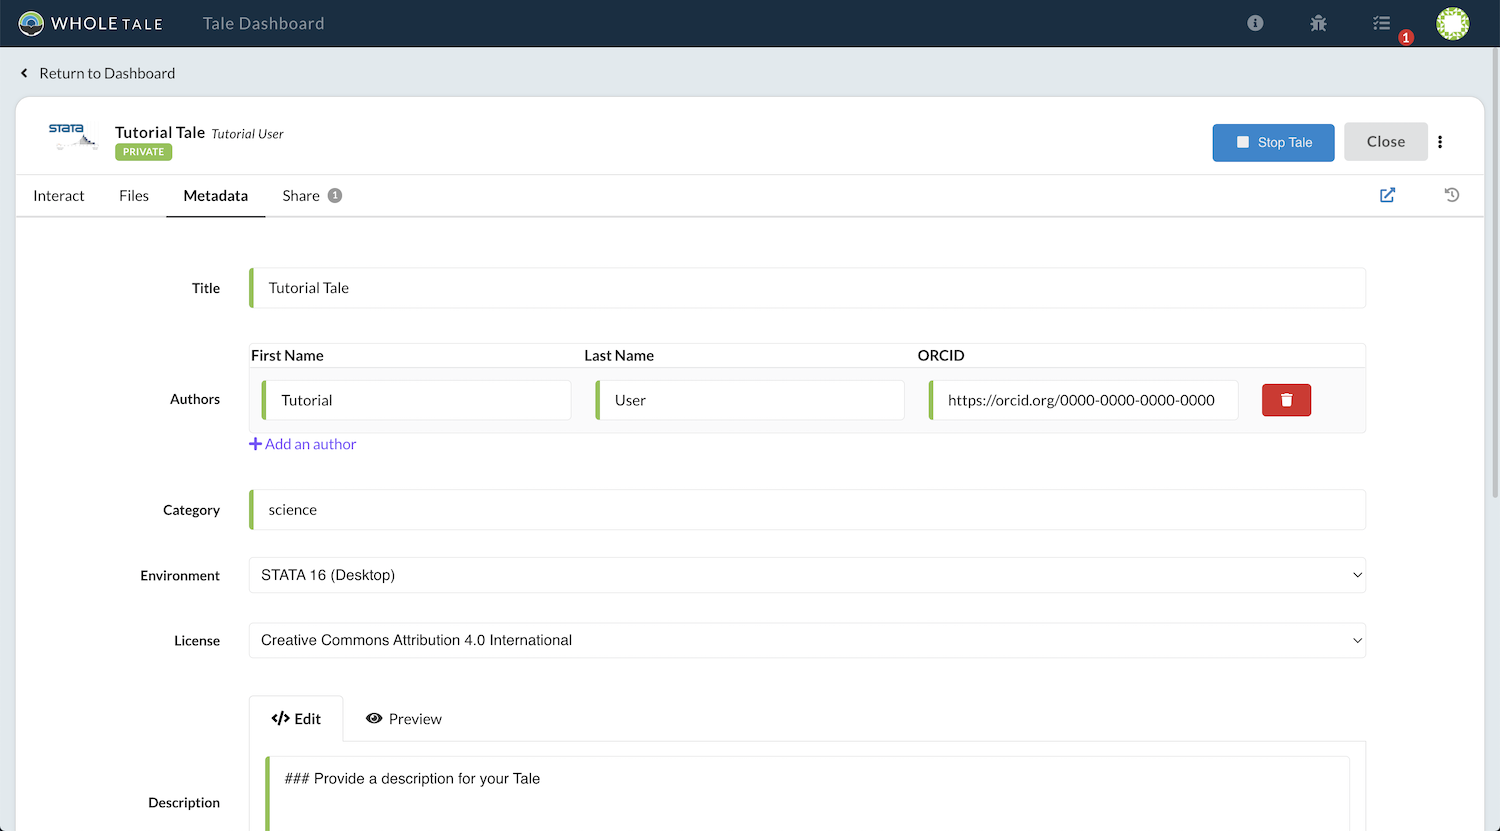 WHOLE TALE Tale Dashboard 1
Return to Dashboard
STATA
Tutorial Tale Tutorial User
PRIVATE
Stop Tale
Close
Interact Files Metadata Share 1
Title Tutorial Tale
First Name Last Name ORCID
Authors Tutorial User https://orcid.org/0000-0000-0000-0000
Add an author
Category science
Environment STATA 16 (Desktop)
License Creative Commons Attribution 4.0 International
Edit Preview
### Provide a description for your Tale
Description